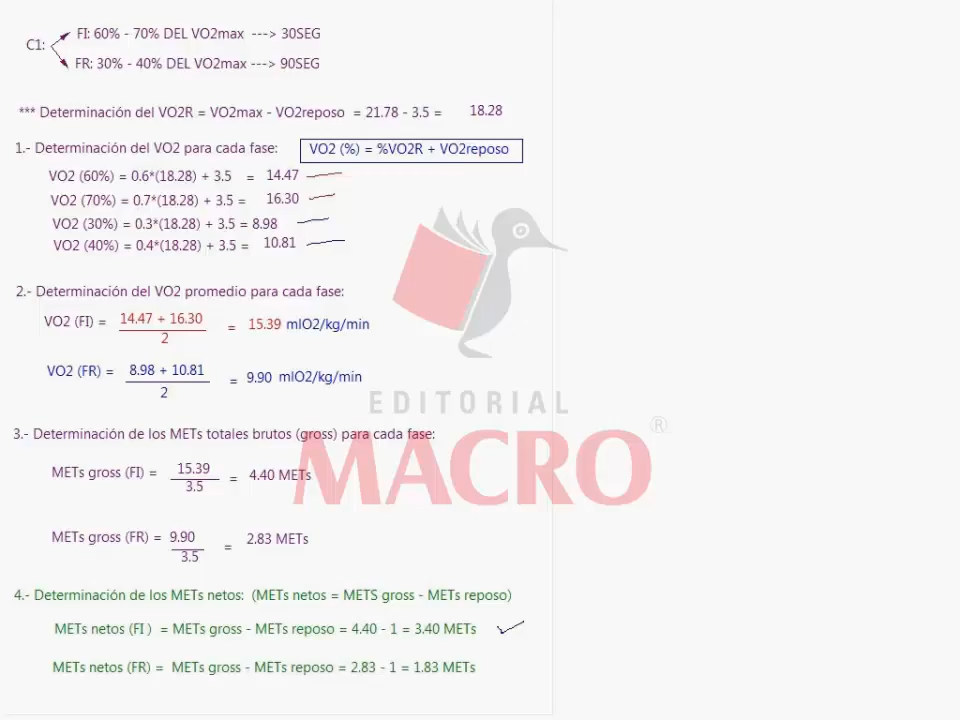 C1:
FI: 60% - 70% DEL VO2max ---> 30SEG
FR: 30% - 40% DEL VO2max ---> 90SEG
*** Determinación del VO2R = VO2max - VO2reposo = 21.78 - 3.5 = 18.28
1.- Determinación del VO2 para cada fase: VO2 (%) = %VO2R + VO2reposo
VO2 (60%) = 0.6*(18.28) + 3.5 = 14.47
VO2 (70%) = 0.7*(18.28) + 3.5 = 16.30
VO2 (30%) = 0.3*(18.28) + 3.5 = 8.98
VO2 (40%) = 0.4*(18.28) + 3.5 = 10.81
2.- Determinación del VO2 promedio para cada fase:
VO2 (FI) = 14.47 + 16.30 / 2 = 15.39 mlO2/kg/min
VO2 (FR) = 8.98 + 10.81 / 2 = 9.90 mlO2/kg/min
EDITORIAL
MACRO®
3.- Determinación de los METs totales brutos (gross) para cada fase:
METs gross (FI) = 15.39 / 3.5 = 4.40 METs
METs gross (FR) = 9.90 / 3.5 = 2.83 METs
4.- Determinación de los METs netos: (METs netos = METS gross - METs reposo)
METs netos (FI ) = METs gross - METs reposo = 4.40 - 1 = 3.40 METs
METs netos (FR) = METs gross - METs reposo = 2.83 - 1 = 1.83 METs